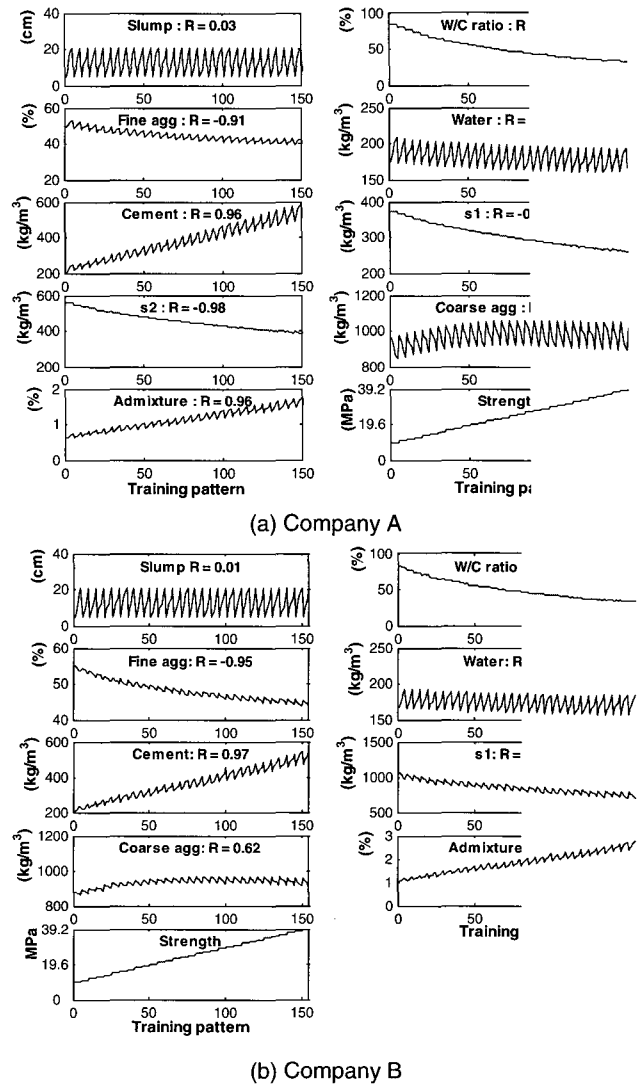 (cm) 40 20 0 Slump : R = 0.03 0 50 100 150
(%) 100 50 0 W/C ratio : R 0 50
(%) 60 40 20 Fine agg : R = -0.91 0 50 100 150
(kg/m³) 250 200 150 Water : R = 0 50
(kg/m³) 600 400 200 Cement : R = 0.96 0 50 100 150
(kg/m³) 400 300 200 s1 : R = -0 0 50
(kg/m³) 600 400 200 s2 : R = -0.98 0 50 100 150
(kg/m³) 1200 1000 800 Coarse agg : 0 50
(%) 2 1 0 Admixture : R = 0.96 0 50 100 150
(MPa) 39.2 19.6 0 Strengt 0 50
Training pattern
Training pa
(a) Company A
(cm) 40 20 0 Slump R = 0.01 0 50 100 150
(%) 100 50 0 W/C ratio 0 50
(%) 60 50 40 Fine agg: R = -0.95 0 50 100 150
(kg/m³) 250 200 150 Water: R 0 50
(kg/m³) 600 400 200 Cement: R = 0.97 0 50 100 150
(kg/m³) 1500 1000 500 s1: R = 0 50
(kg/m³) 1200 1000 800 Coarse agg: R = 0.62 0 50 100 150
(%) 3 2 1 0 Admixture 0 50
MPa 39.2 19.6 0 Strength 0 50 100 150
Training
Training pattern
(b) Company B